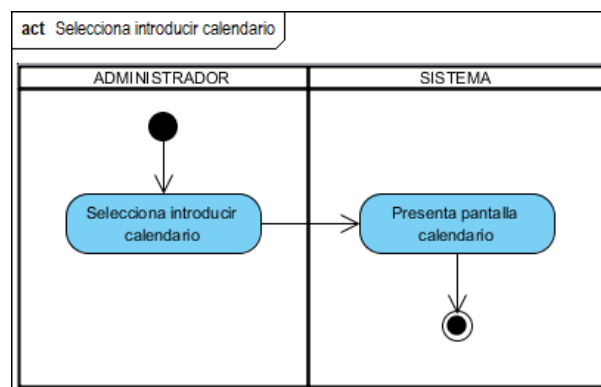 act Selecciona introducir calendario
ADMINISTRADOR
SISTEMA
Selecciona introducir
calendario
Presenta pantalla
calendario